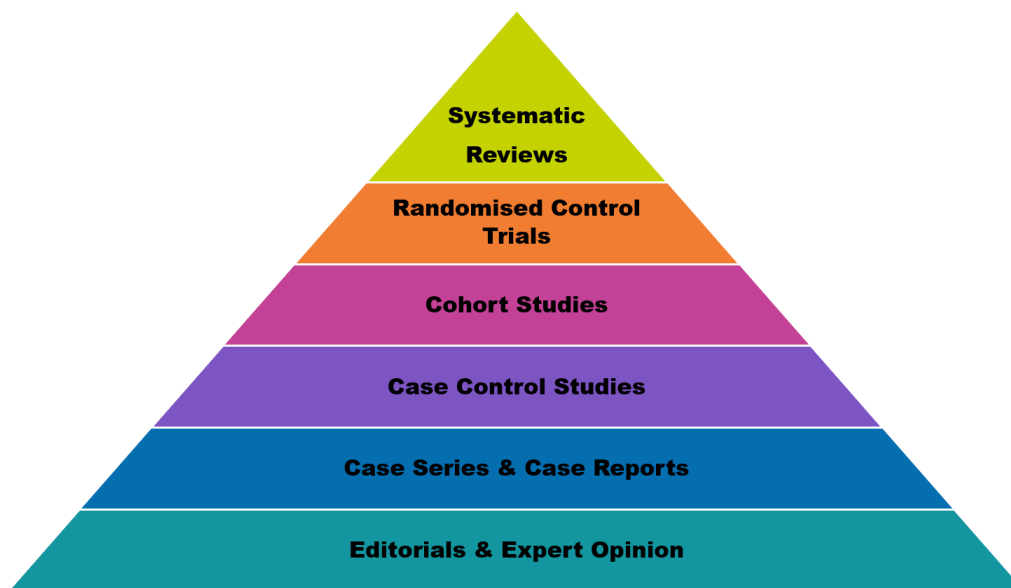 Systematic
Reviews
Randomised Control
Trials
Cohort Studies
Case Control Studies
Case Series & Case Reports
Editorials & Expert Opinion